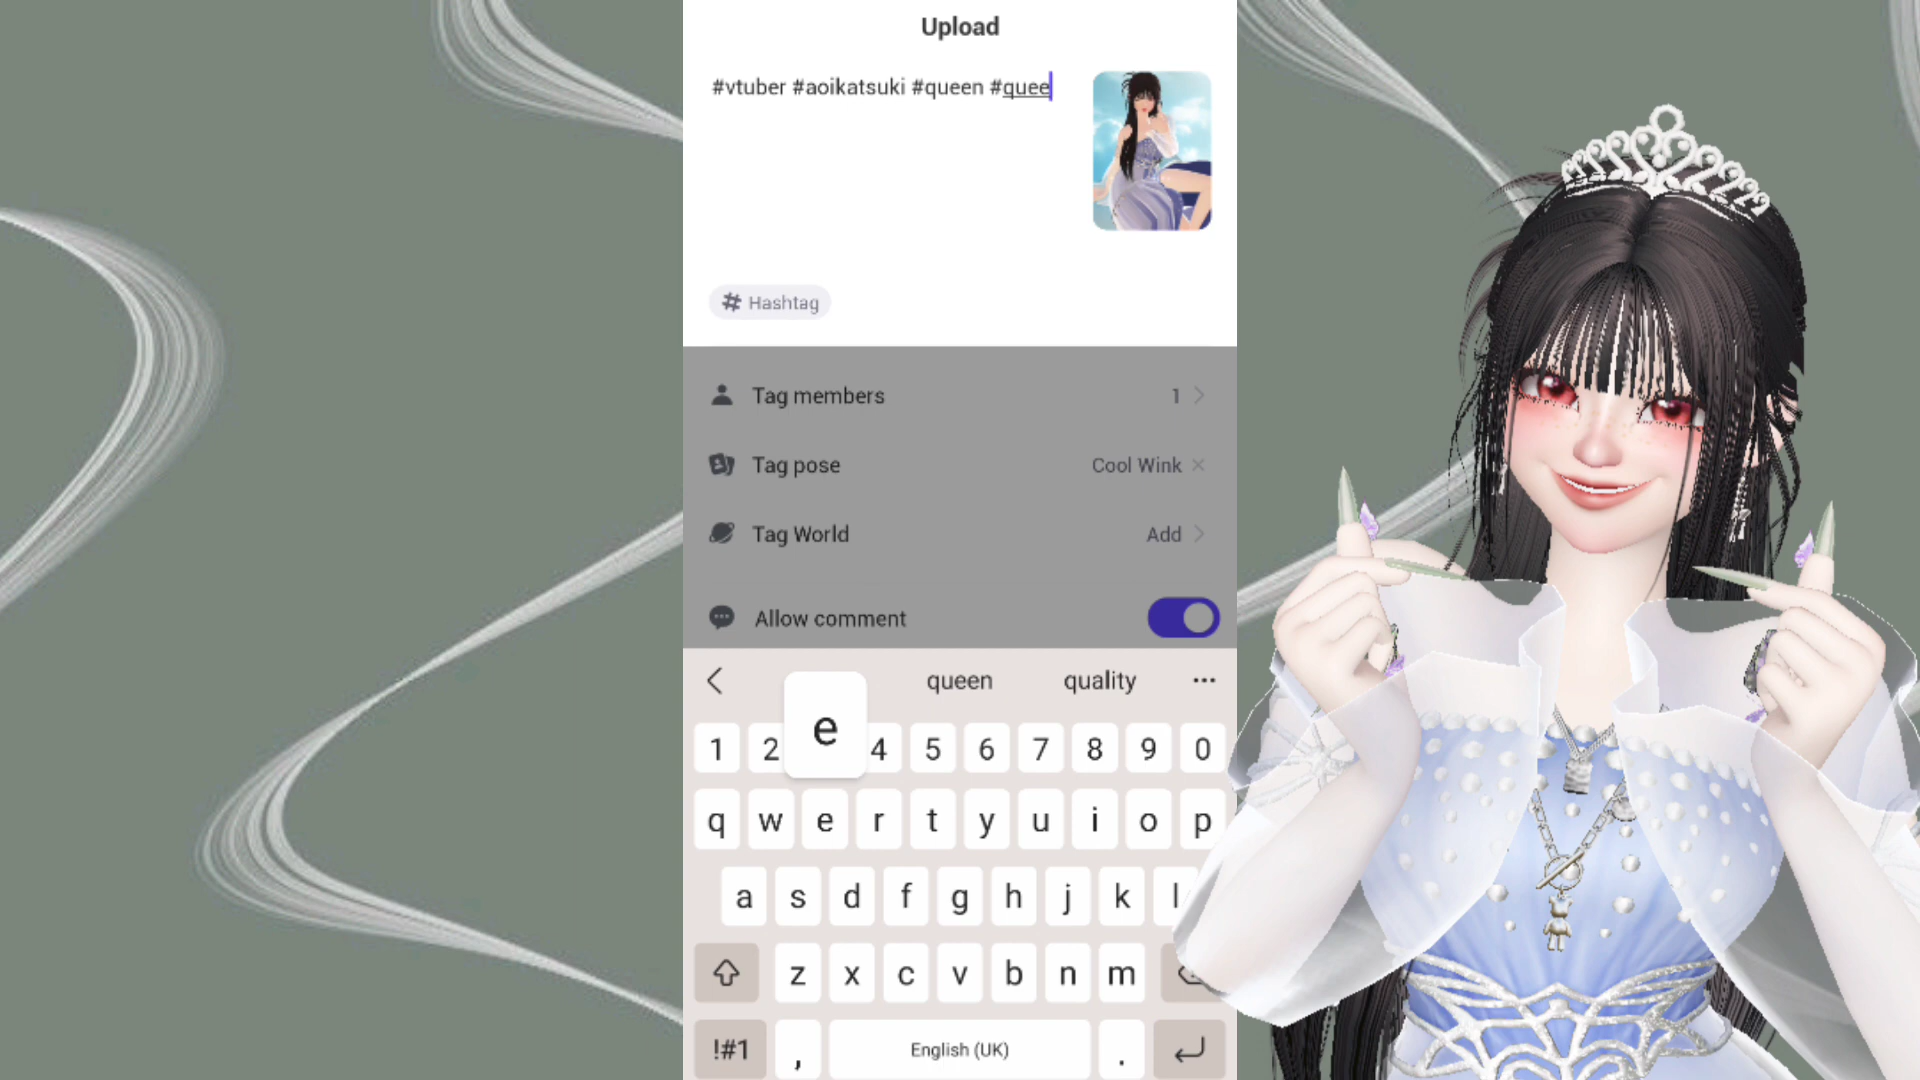 Upload
#vtuber #aoikatsuki #queen #quee
# Hashtag
Tag members 1
Tag pose Cool Wink
Tag World Add
Allow comment
queen quality ...
e
1 2 4 5 6 7 8 9 0
q w e r t y u i o p
a s d f g h j k l
z x c v b n m
!#1 , English (UK) .